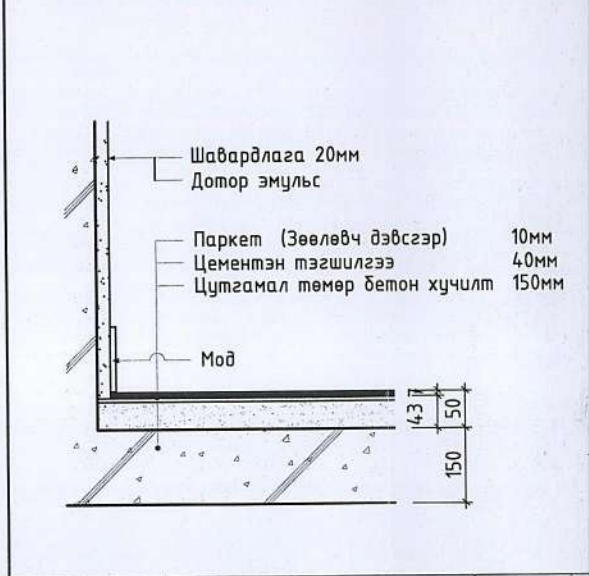 Шавардлага 20мм
Дотор эмульс
Паркет (Зөөлөвч дэвсгэр) 10мм
Цементэн тэгшилгээ 40мм
Цутгамал төмөр бетон хучилт 150мм
Мод
43 7 50
150